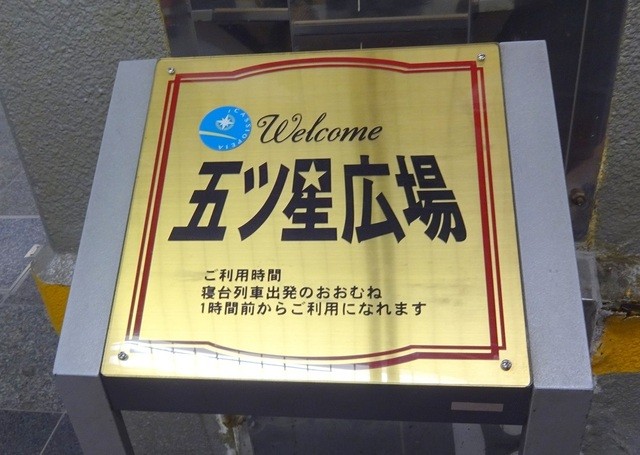 CASSIOPEIA
Welcome
五ツ星広場
ご利用時間
寝台列車出発のおおむね
1時間前からご利用になれます